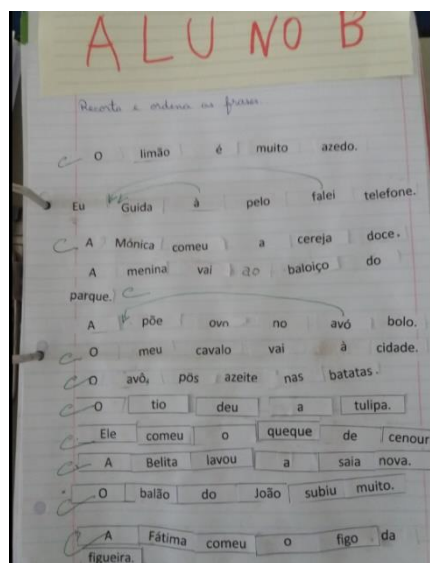 ALUNO B
Recorta e ordena as frases.
O limão é muito azedo.
Eu Guida à pelo falei telefone.
A Mónica comeu a cereja doce.
A menina vai ao baloiço do
parque.
A põe ovo no avó bolo.
O meu cavalo vai à cidade.
O avô, pôs azeite nas batatas.
O tio deu a tulipa.
Ele comeu o queque de cenour
A Belita lavou a saia nova.
O balão do João subiu muito.
A Fátima comeu o figo da
figueira.